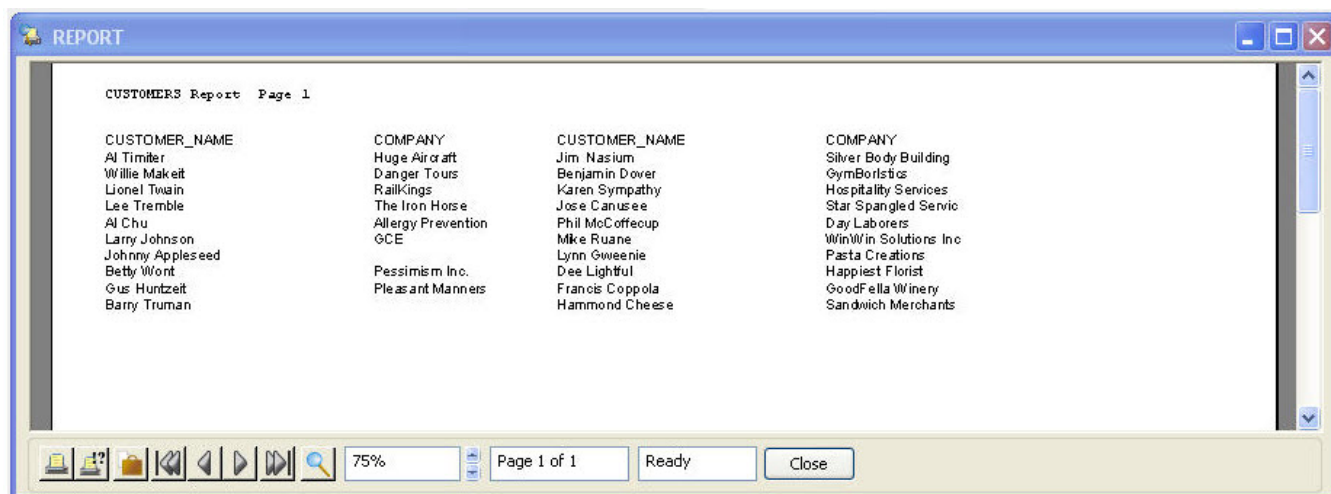 REPORT
CUSTOMERS Report Page 1
CUSTOMER_NAME COMPANY CUSTOMER_NAME COMPANY
Al Timiter Huge Aircraft Jim Nasium Silver Body Building
Willie Makeit Danger Tours Benjamin Dover GymBorIstics
Lionel Twain RailKings Karen Sympathy Hospitality Services
Lee Tremble The Iron Horse Jose Canusee Star Spangled Servic
Al Chu Allergy Prevention Phil McCoffecup Day Laborers
Larry Johnson GCE Mike Ruane WinWin Solutions Inc
Johnny Appleseed Lynn Gweenie Pasta Creations
Betty Wont Pessimism Inc. Dee Lightful Happiest Florist
Gus Huntzeit Pleasant Manners Francis Coppola GoodFella Winery
Barry Truman Hammond Cheese Sandwich Merchants
75% Page 1 of 1 Ready Close